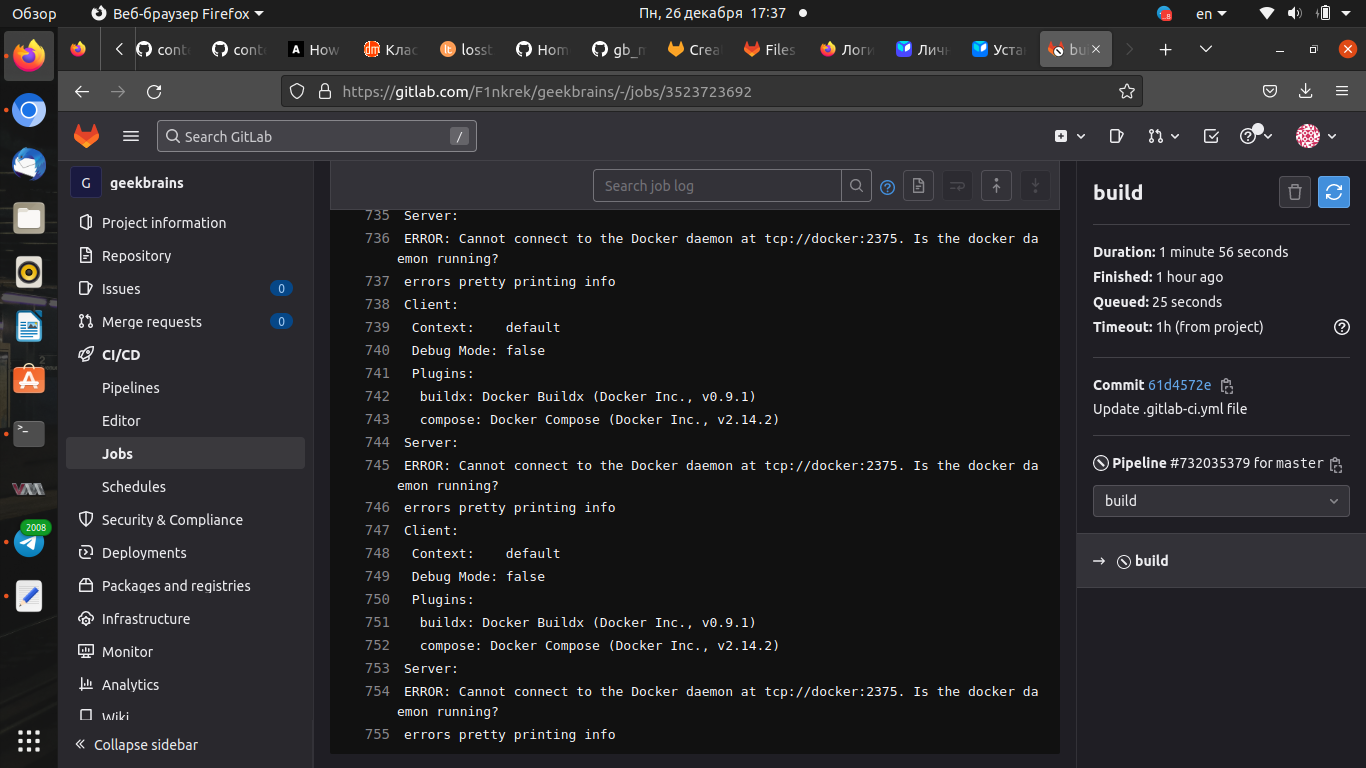 Обзор
Веб-браузер Firefox
Пн, 26 декабря 17:37
8
en
cont
cont
How
Клас
losst
Hom
gb_m
Crea
Files
Логи
Личн
Уста
bui
https://gitlab.com/F1nkrek/geekbrains/-/jobs/3523723692
Search GitLab
/
G
geekbrains
Project information
Repository
Issues
0
Merge requests
0
CI/CD
Pipelines
Editor
Jobs
Schedules
Security & Compliance
Deployments
Packages and registries
Infrastructure
Monitor
Analytics
Wiki
Collapse sidebar
2
2008
Search job log
735 Server:
736 ERROR: Cannot connect to the Docker daemon at tcp://docker:2375. Is the docker da
emon running?
737 errors pretty printing info
738 Client:
739 Context: default
740 Debug Mode: false
741 Plugins:
742 buildx: Docker Buildx (Docker Inc., v0.9.1)
743 compose: Docker Compose (Docker Inc., v2.14.2)
744 Server:
745 ERROR: Cannot connect to the Docker daemon at tcp://docker:2375. Is the docker da
emon running?
746 errors pretty printing info
747 Client:
748 Context: default
749 Debug Mode: false
750 Plugins:
751 buildx: Docker Buildx (Docker Inc., v0.9.1)
752 compose: Docker Compose (Docker Inc., v2.14.2)
753 Server:
754 ERROR: Cannot connect to the Docker daemon at tcp://docker:2375. Is the docker da
emon running?
755 errors pretty printing info
build
Duration: 1 minute 56 seconds
Finished: 1 hour ago
Queued: 25 seconds
Timeout: 1h (from project)
Commit 61d4572e
Update .gitlab-ci.yml file
Pipeline #732035379 for master
build
→ build